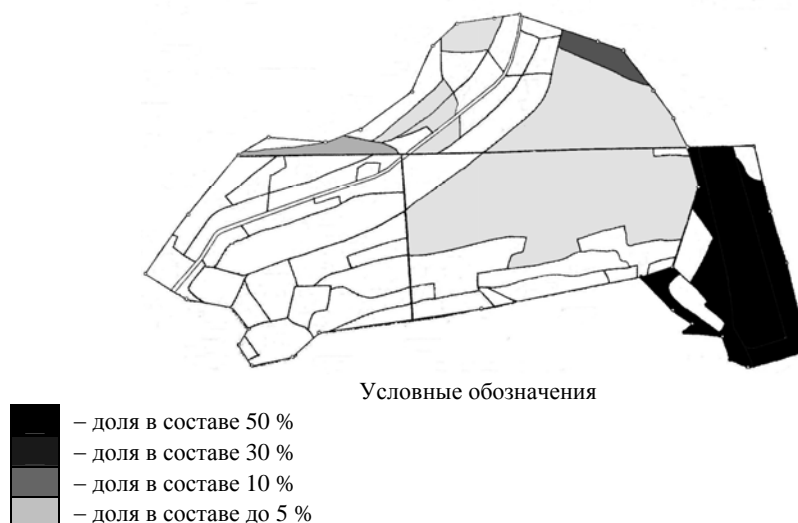 Условные обозначения
– доля в составе 50 %
– доля в составе 30 %
– доля в составе 10 %
– доля в составе до 5 %